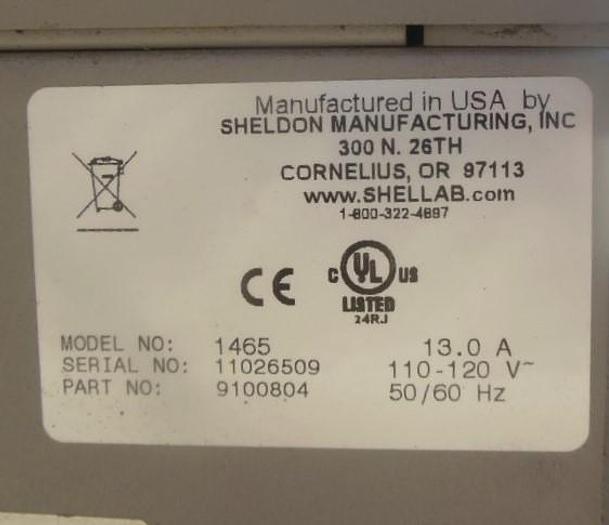 Manufactured in USA by
SHELDON MANUFACTURING, INC
300 N. 26TH
CORNELIUS, OR 97113
www.SHELLAB.com
1-800-322-4897
CE
C UL US
LISTED
24RJ
MODEL NO: 1465 13.0 A
SERIAL NO: 11026509 110-120 V~
PART NO: 9100804 50/60 Hz